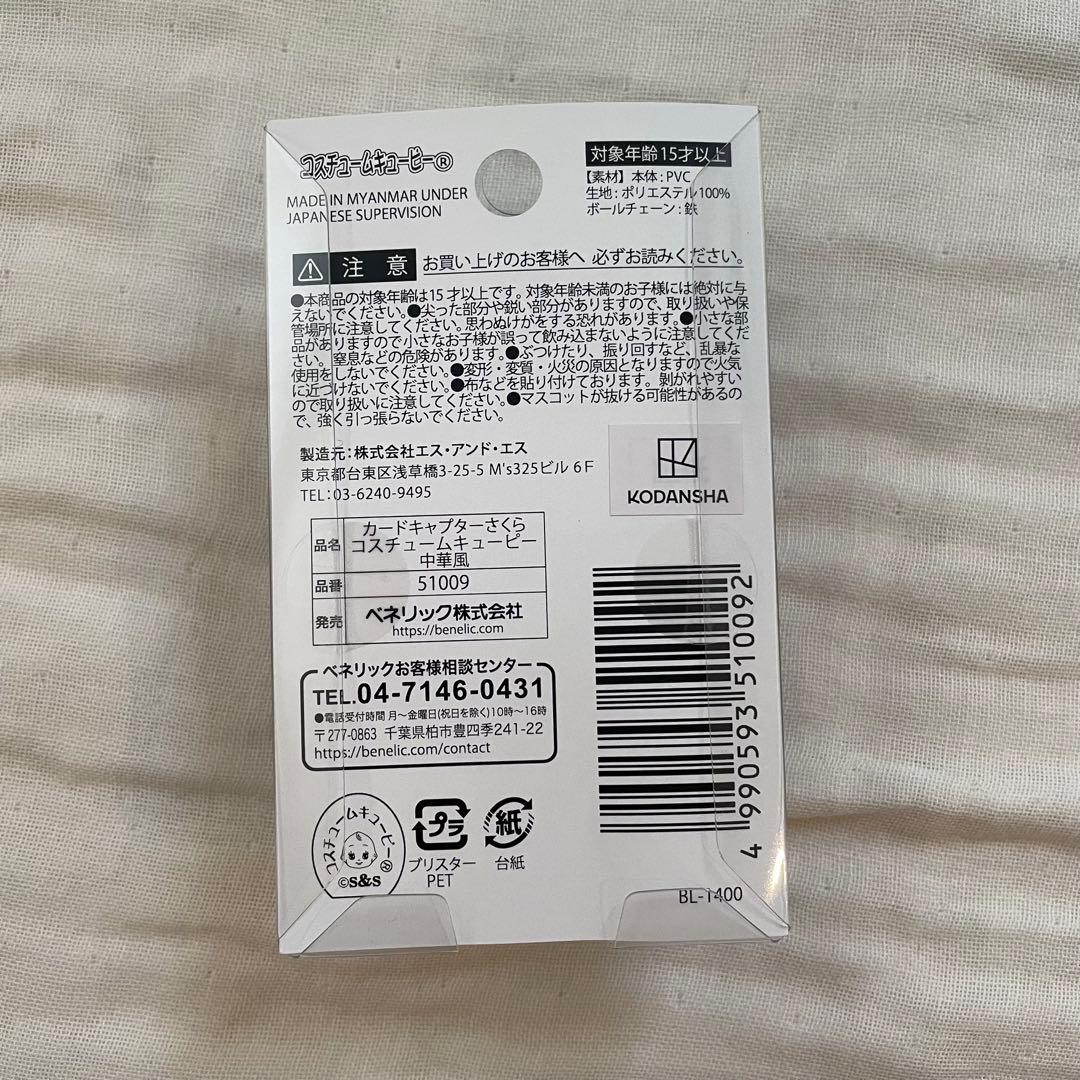 コスチュームキューピー®
MADE IN MYANMAR UNDER
JAPANESE SUPERVISION
対象年齢15才以上
【素材】本体:PVC
生地:ポリエステル100%
ボールチェーン:鉄
注意 お買い上げのお客様へ 必ずお読みください。
●本商品の対象年齢は15才以上です。対象年齢未満のお子様には絶対に与
えないでください。●尖った部分や鋭い部分がありますので、取り扱いや保
管場所に注意してください。思わぬけがをする恐れがあります。●小さな部
品がありますので小さなお子様が誤って飲み込まないように注意してくだ
さい。窒息などの危険があります。●ぶつけたり、振り回すなど、乱暴な
使用をしないでください。●変形・変質・火災の原因となりますので火気
に近づけないでください。●布などを貼り付けております。剝がれやすい
ので取り扱いに注意してください。●マスコットが抜ける可能性があるの
で、強く引っ張らないでください。
製造元:株式会社エス・アンド・エス
東京都台東区浅草橋3-25-5 M's325ビル 6F
TEL:03-6240-9495
KODANSHA
品名 カードキャプターさくら
コスチュームキューピー
中華風
品番 51009
発売 ベネリック株式会社
https://benelic.com
ベネリックお客様相談センター
TEL.04-7146-0431
●電話受付時間 月～金曜日(祝日を除く)10時～16時
〒277-0863 千葉県柏市豊四季241-22
https://benelic.com/contact
4 990593 510092
コスチュームキューピー®
©S&S
プラ
ブリスター
PET
紙
台紙
BL-1400